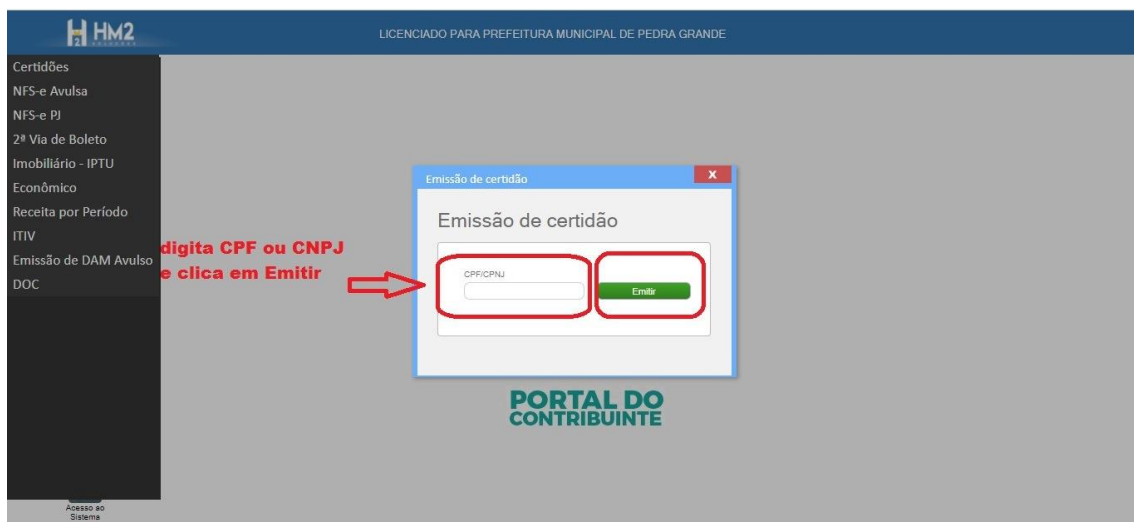 HM2
LICENCIADO PARA PREFEITURA MUNICIPAL DE PEDRA GRANDE
Certidões
NFS-e Avulsa
NFS-e PJ
2ª Via de Boleto
Imobiliário - IPTU
Econômico
Receita por Período
ITIV
Emissão de DAM Avulso
DOC
digita CPF ou CNPJ
e clica em Emitir
Emissão de certidão
X
Emissão de certidão
CPF/CPNJ
Emitir
PORTAL DO
CONTRIBUINTE
Acesso ao
Sistema